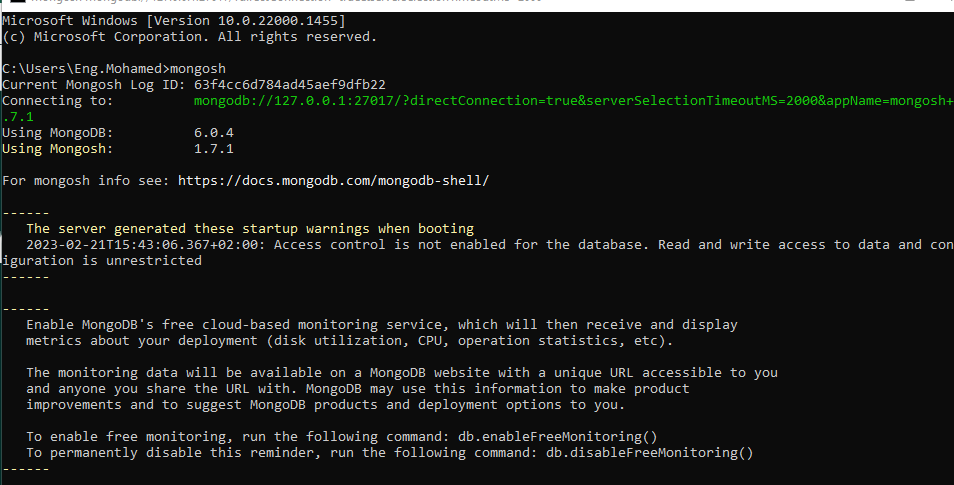 Microsoft Windows [Version 10.0.22000.1455]
(c) Microsoft Corporation. All rights reserved.
C:\Users\Eng.Mohamed>mongosh
Current Mongosh Log ID: 63f4cc6d784ad45aef9dfb22
Connecting to: mongodb://127.0.0.1:27017/?directConnection=true&serverSelectionTimeoutMS=2000&appName=mongosh+
.7.1
Using MongoDB: 6.0.4
Using Mongosh: 1.7.1
For mongosh info see: https://docs.mongodb.com/mongodb-shell/
------
The server generated these startup warnings when booting
2023-02-21T15:43:06.367+02:00: Access control is not enabled for the database. Read and write access to data and con
iguration is unrestricted
------
------
Enable MongoDB's free cloud-based monitoring service, which will then receive and display
metrics about your deployment (disk utilization, CPU, operation statistics, etc).
The monitoring data will be available on a MongoDB website with a unique URL accessible to you
and anyone you share the URL with. MongoDB may use this information to make product
improvements and to suggest MongoDB products and deployment options to you.
To enable free monitoring, run the following command: db.enableFreeMonitoring()
To permanently disable this reminder, run the following command: db.disableFreeMonitoring()
------